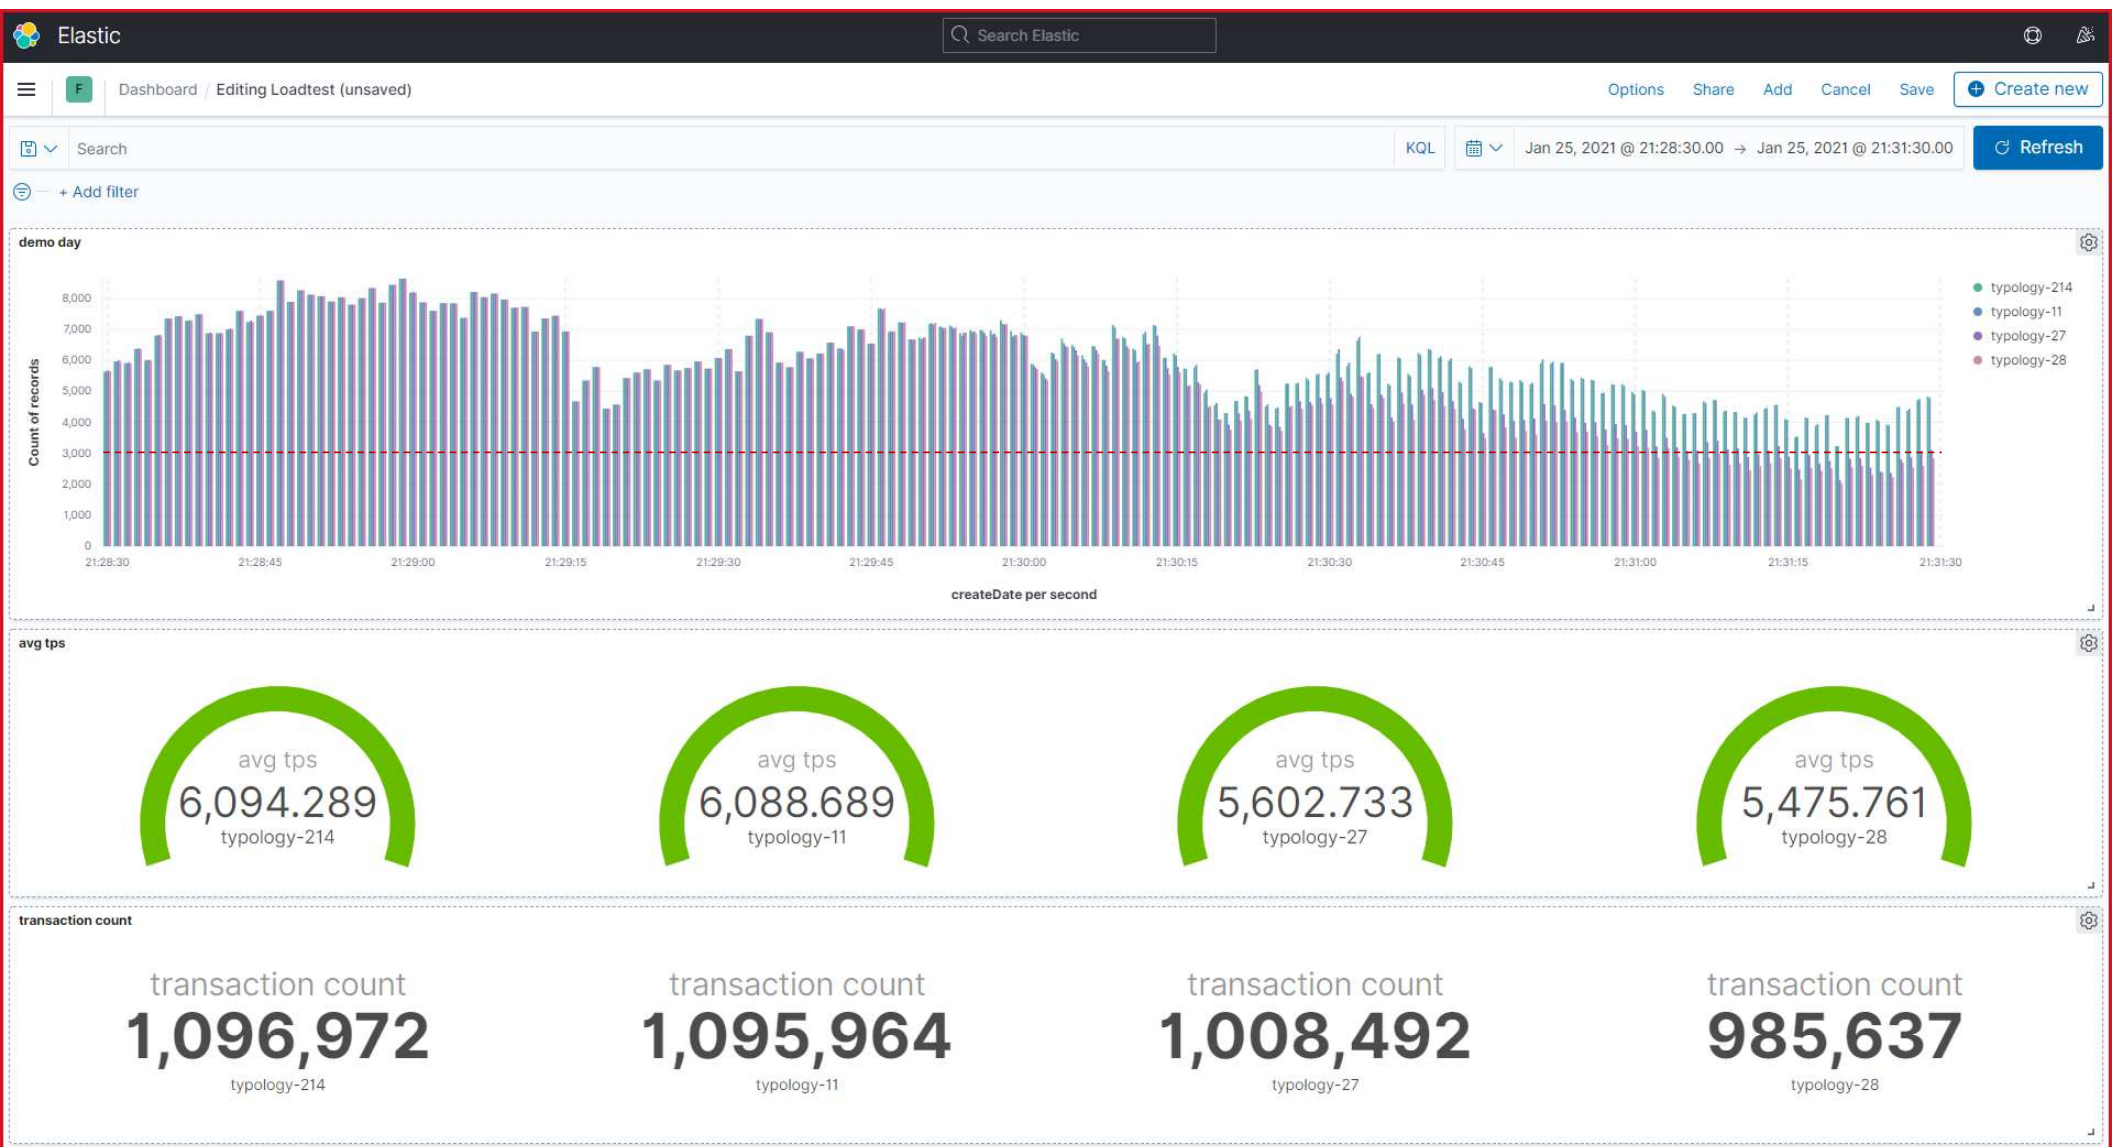 Elastic
Search Elastic
F
Dashboard / Editing Loadtest (unsaved)
Options Share Add Cancel Save Create new
Search KQL Jan 25, 2021 @ 21:28:30.00 → Jan 25, 2021 @ 21:31:30.00 Refresh
+ Add filter
demo day
Count of records
8,000
7,000
6,000
5,000
4,000
3,000
2,000
1,000
0
21:28:30 21:28:45 21:29:00 21:29:15 21:29:30 21:29:45 21:30:00 21:30:15 21:30:30 21:30:45 21:31:00 21:31:15 21:31:30
createDate per second
typology-214
typology-11
typology-27
typology-28
avg tps
avg tps avg tps avg tps avg tps
6,094.289 6,088.689 5,602.733 5,475.761
typology-214 typology-11 typology-27 typology-28
transaction count
transaction count transaction count transaction count transaction count
1,096,972 1,095,964 1,008,492 985,637
typology-214 typology-11 typology-27 typology-28